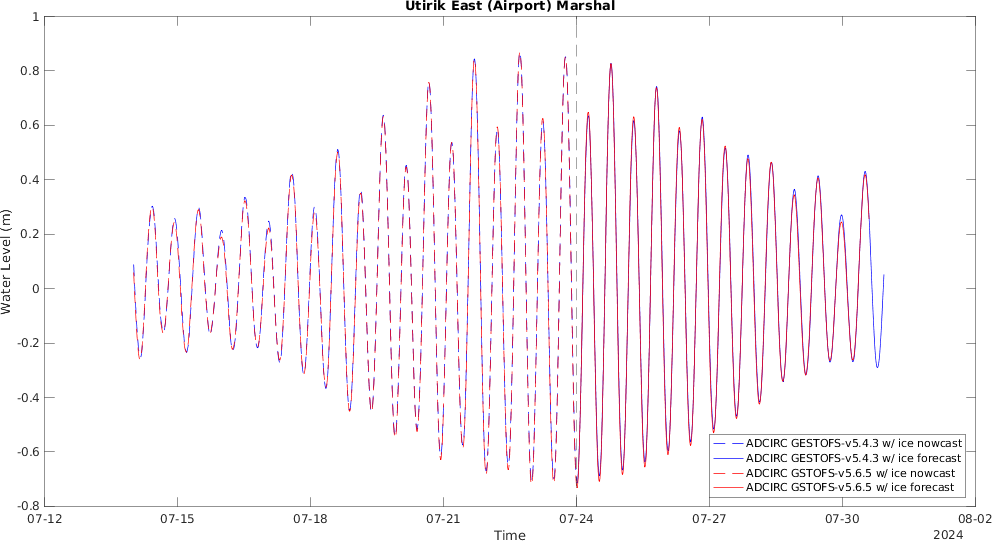 Utirik East (Airport) Marshal
Water Level (m)
1
0.8
0.6
0.4
0.2
0
-0.2
-0.4
-0.6
-0.8
07-12
07-15
07-18
07-21
07-24
07-27
07-30
08-02
Time
2024
ADCIRC GESTOFS-v5.4.3 w/ ice nowcast
ADCIRC GESTOFS-v5.4.3 w/ ice forecast
ADCIRC GSTOFS-v5.6.5 w/ ice nowcast
ADCIRC GSTOFS-v5.6.5 w/ ice forecast